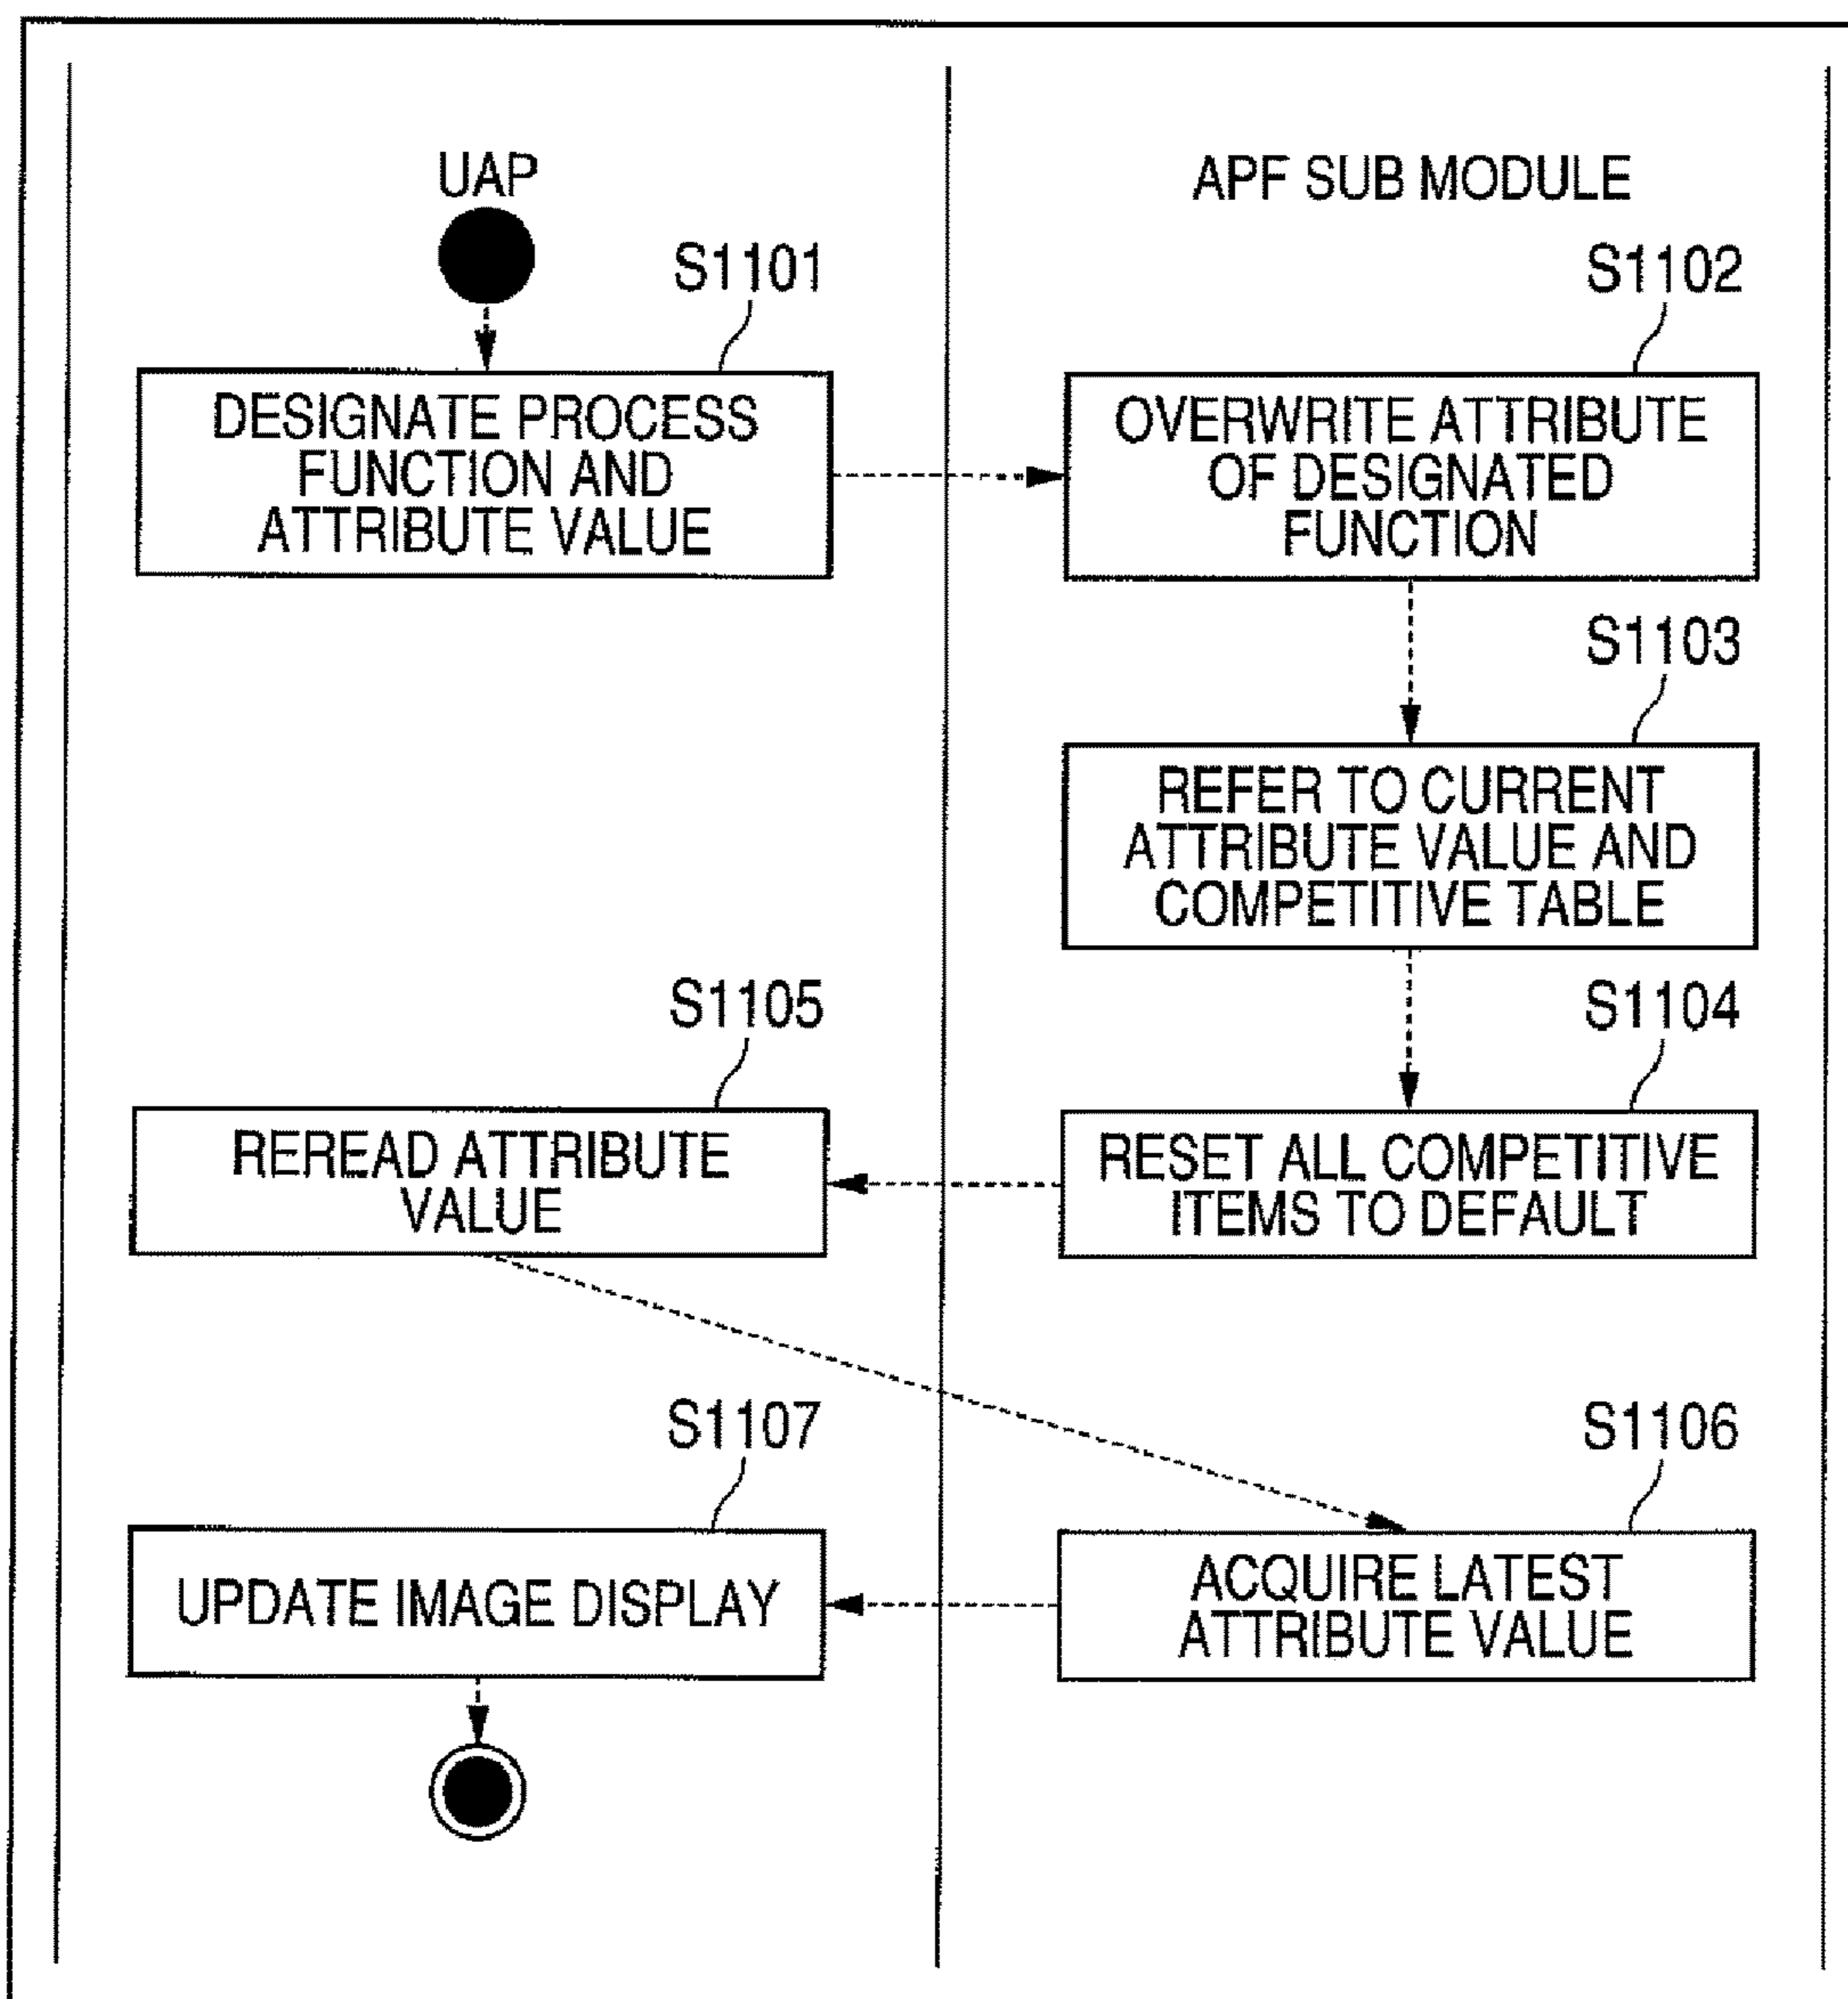 UAP
APF SUB MODULE
S1101
S1102
DESIGNATE PROCESS
FUNCTION AND
ATTRIBUTE VALUE
OVERWRITE ATTRIBUTE
OF DESIGNATED
FUNCTION
S1103
REFER TO CURRENT
ATTRIBUTE VALUE AND
COMPETITIVE TABLE
S1105
S1104
REREAD ATTRIBUTE
VALUE
RESET ALL COMPETITIVE
ITEMS TO DEFAULT
S1107
S1106
UPDATE IMAGE DISPLAY
ACQUIRE LATEST
ATTRIBUTE VALUE